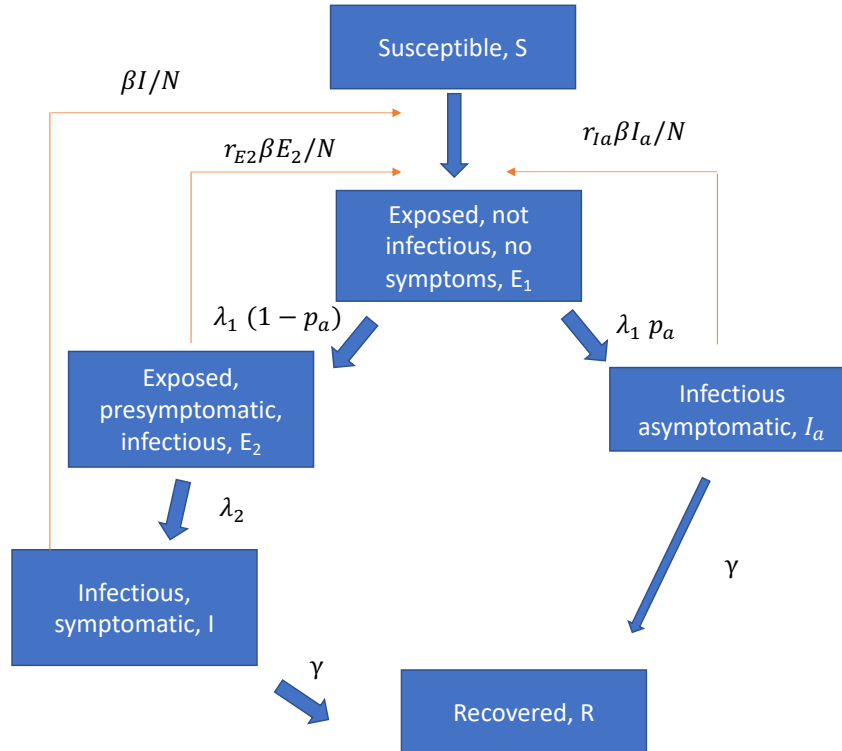 Susceptible, S
βI/N
r_{E2}βE_2/N
r_{Ia}βI_a/N
Exposed, not
infectious, no
symptoms, E_1
λ_1 (1 − p_a)
λ_1 p_a
Exposed,
presymptomatic,
infectious, E_2
Infectious
asymptomatic, I_a
λ_2
Infectious,
symptomatic, I
γ
γ
Recovered, R